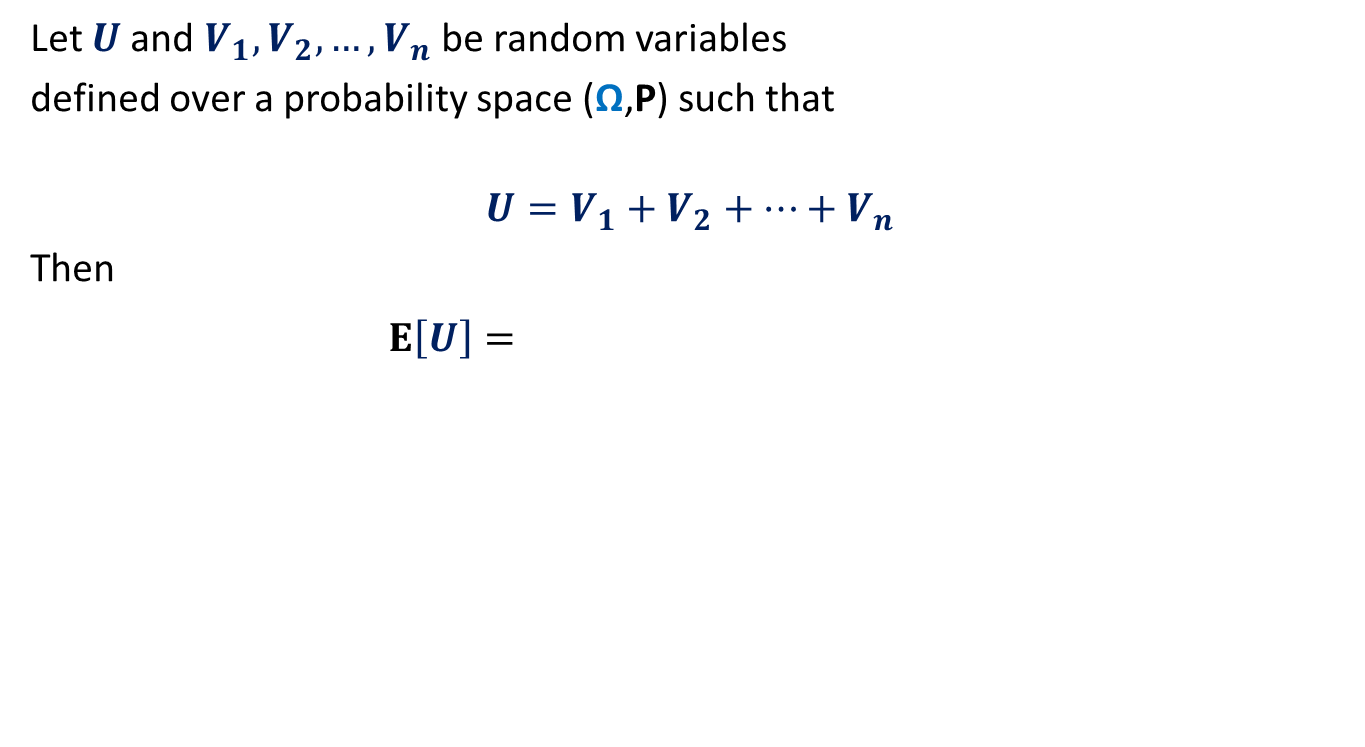 Let U and V₁, V₂, … , Vₙ be random variables
defined over a probability space (Ω,P) such that
U = V₁ + V₂ + ⋯ + Vₙ
Then
E[U] =